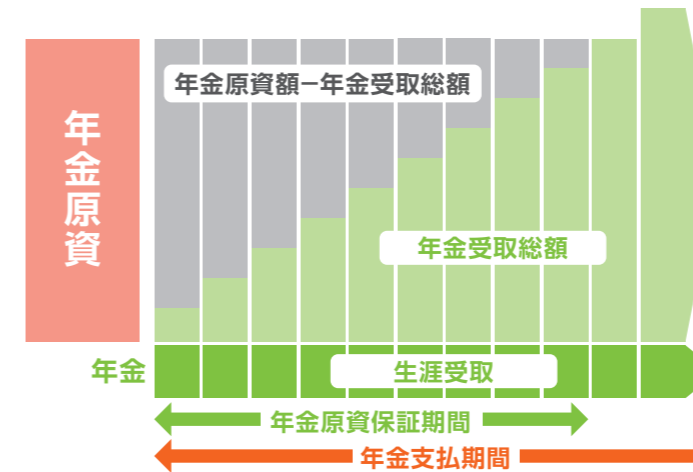 年金原資額−年金受取総額
年金原資
年金受取総額
年金
生涯受取
年金原資保証期間
年金支払期間